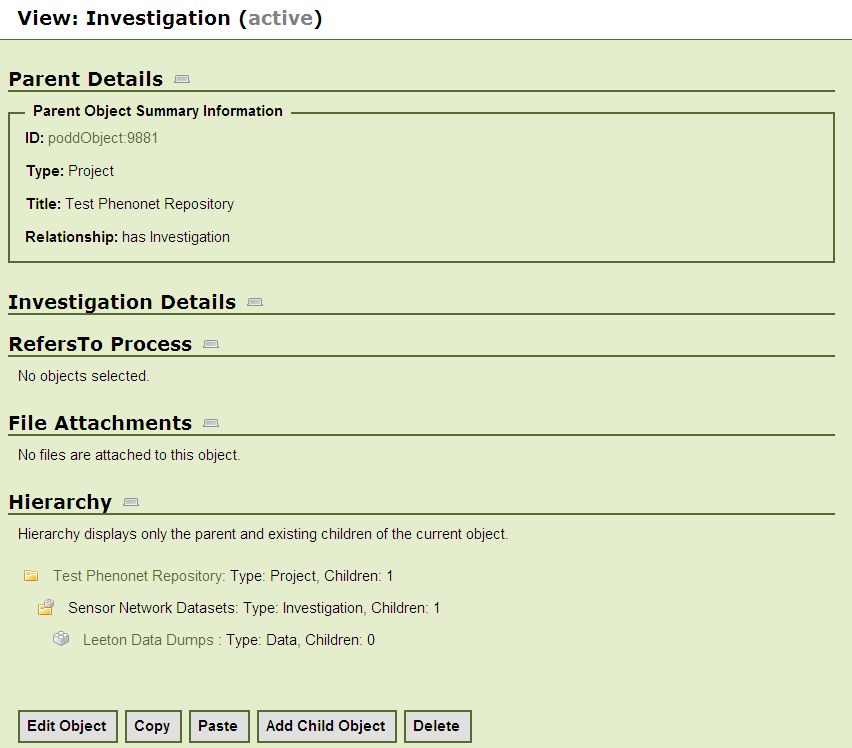 View: Investigation (active)
Parent Details
Parent Object Summary Information
ID: poddObject:9881
Type: Project
Title: Test Phenonet Repository
Relationship: has Investigation
Investigation Details
RefersTo Process
No objects selected.
File Attachments
No files are attached to this object.
Hierarchy
Hierarchy displays only the parent and existing children of the current object.
Test Phenonet Repository: Type: Project, Children: 1
Sensor Network Datasets: Type: Investigation, Children: 1
Leeton Data Dumps : Type: Data, Children: 0
Edit Object Copy Paste Add Child Object Delete